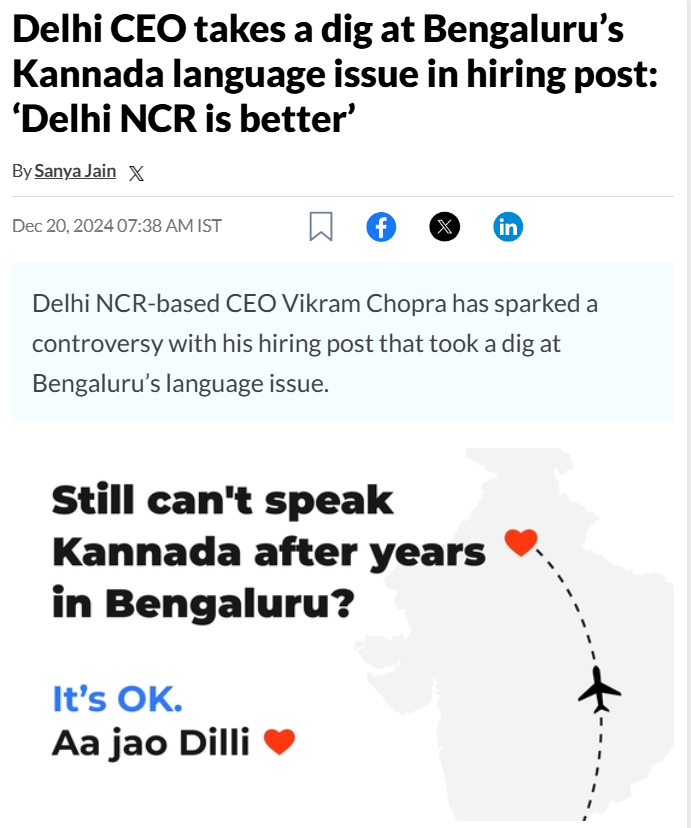 Delhi CEO takes a dig at Bengaluru’s
Kannada language issue in hiring post:
‘Delhi NCR is better’
By Sanya Jain
Dec 20, 2024 07:38 AM IST
Delhi NCR-based CEO Vikram Chopra has sparked a
controversy with his hiring post that took a dig at
Bengaluru’s language issue.
Still can't speak
Kannada after years
in Bengaluru?
It’s OK.
Aa jao Dilli